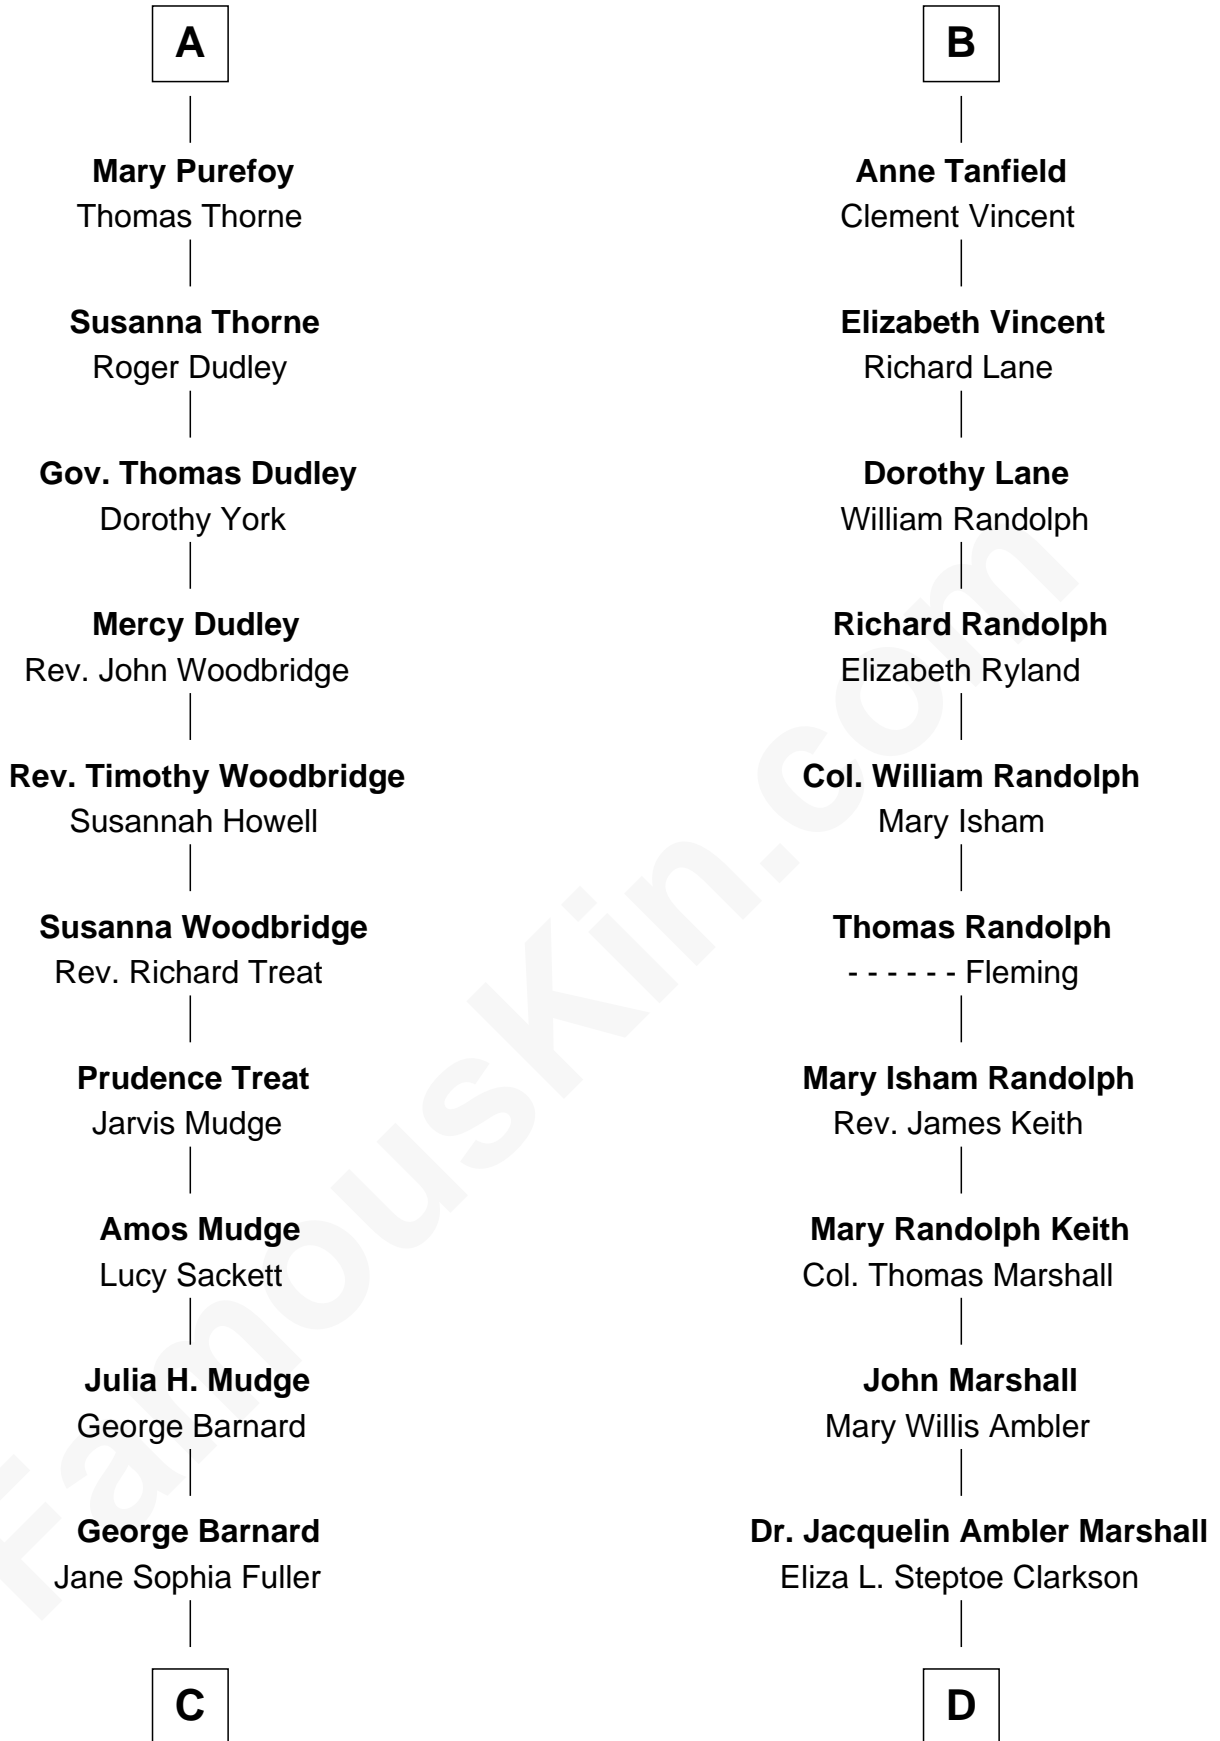 A
Mary Purefoy
Thomas Thorne
Susanna Thorne
Roger Dudley
Gov. Thomas Dudley
Dorothy York
Mercy Dudley
Rev. John Woodbridge
Rev. Timothy Woodbridge
Susannah Howell
Susanna Woodbridge
Rev. Richard Treat
Prudence Treat
Jarvis Mudge
Amos Mudge
Lucy Sackett
Julia H. Mudge
George Barnard
George Barnard
Jane Sophia Fuller
C
B
Anne Tanfield
Clement Vincent
Elizabeth Vincent
Richard Lane
Dorothy Lane
William Randolph
Richard Randolph
Elizabeth Ryland
Col. William Randolph
Mary Isham
Thomas Randolph
- - - - - - Fleming
Mary Isham Randolph
Rev. James Keith
Mary Randolph Keith
Col. Thomas Marshall
John Marshall
Mary Willis Ambler
Dr. Jacquelin Ambler Marshall
Eliza L. Steptoe Clarkson
D
FamousKin.com